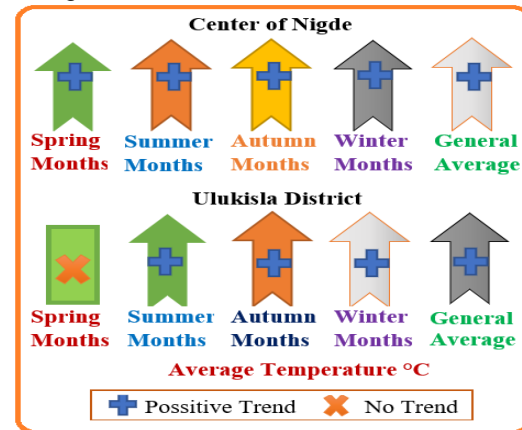 Center of Nigde
Spring Months
Summer Months
Autumn Months
Winter Months
General Average
Ulukisla District
Spring Months
Summer Months
Autumn Months
Winter Months
General Average
Average Temperature °C
Possitive Trend
No Trend